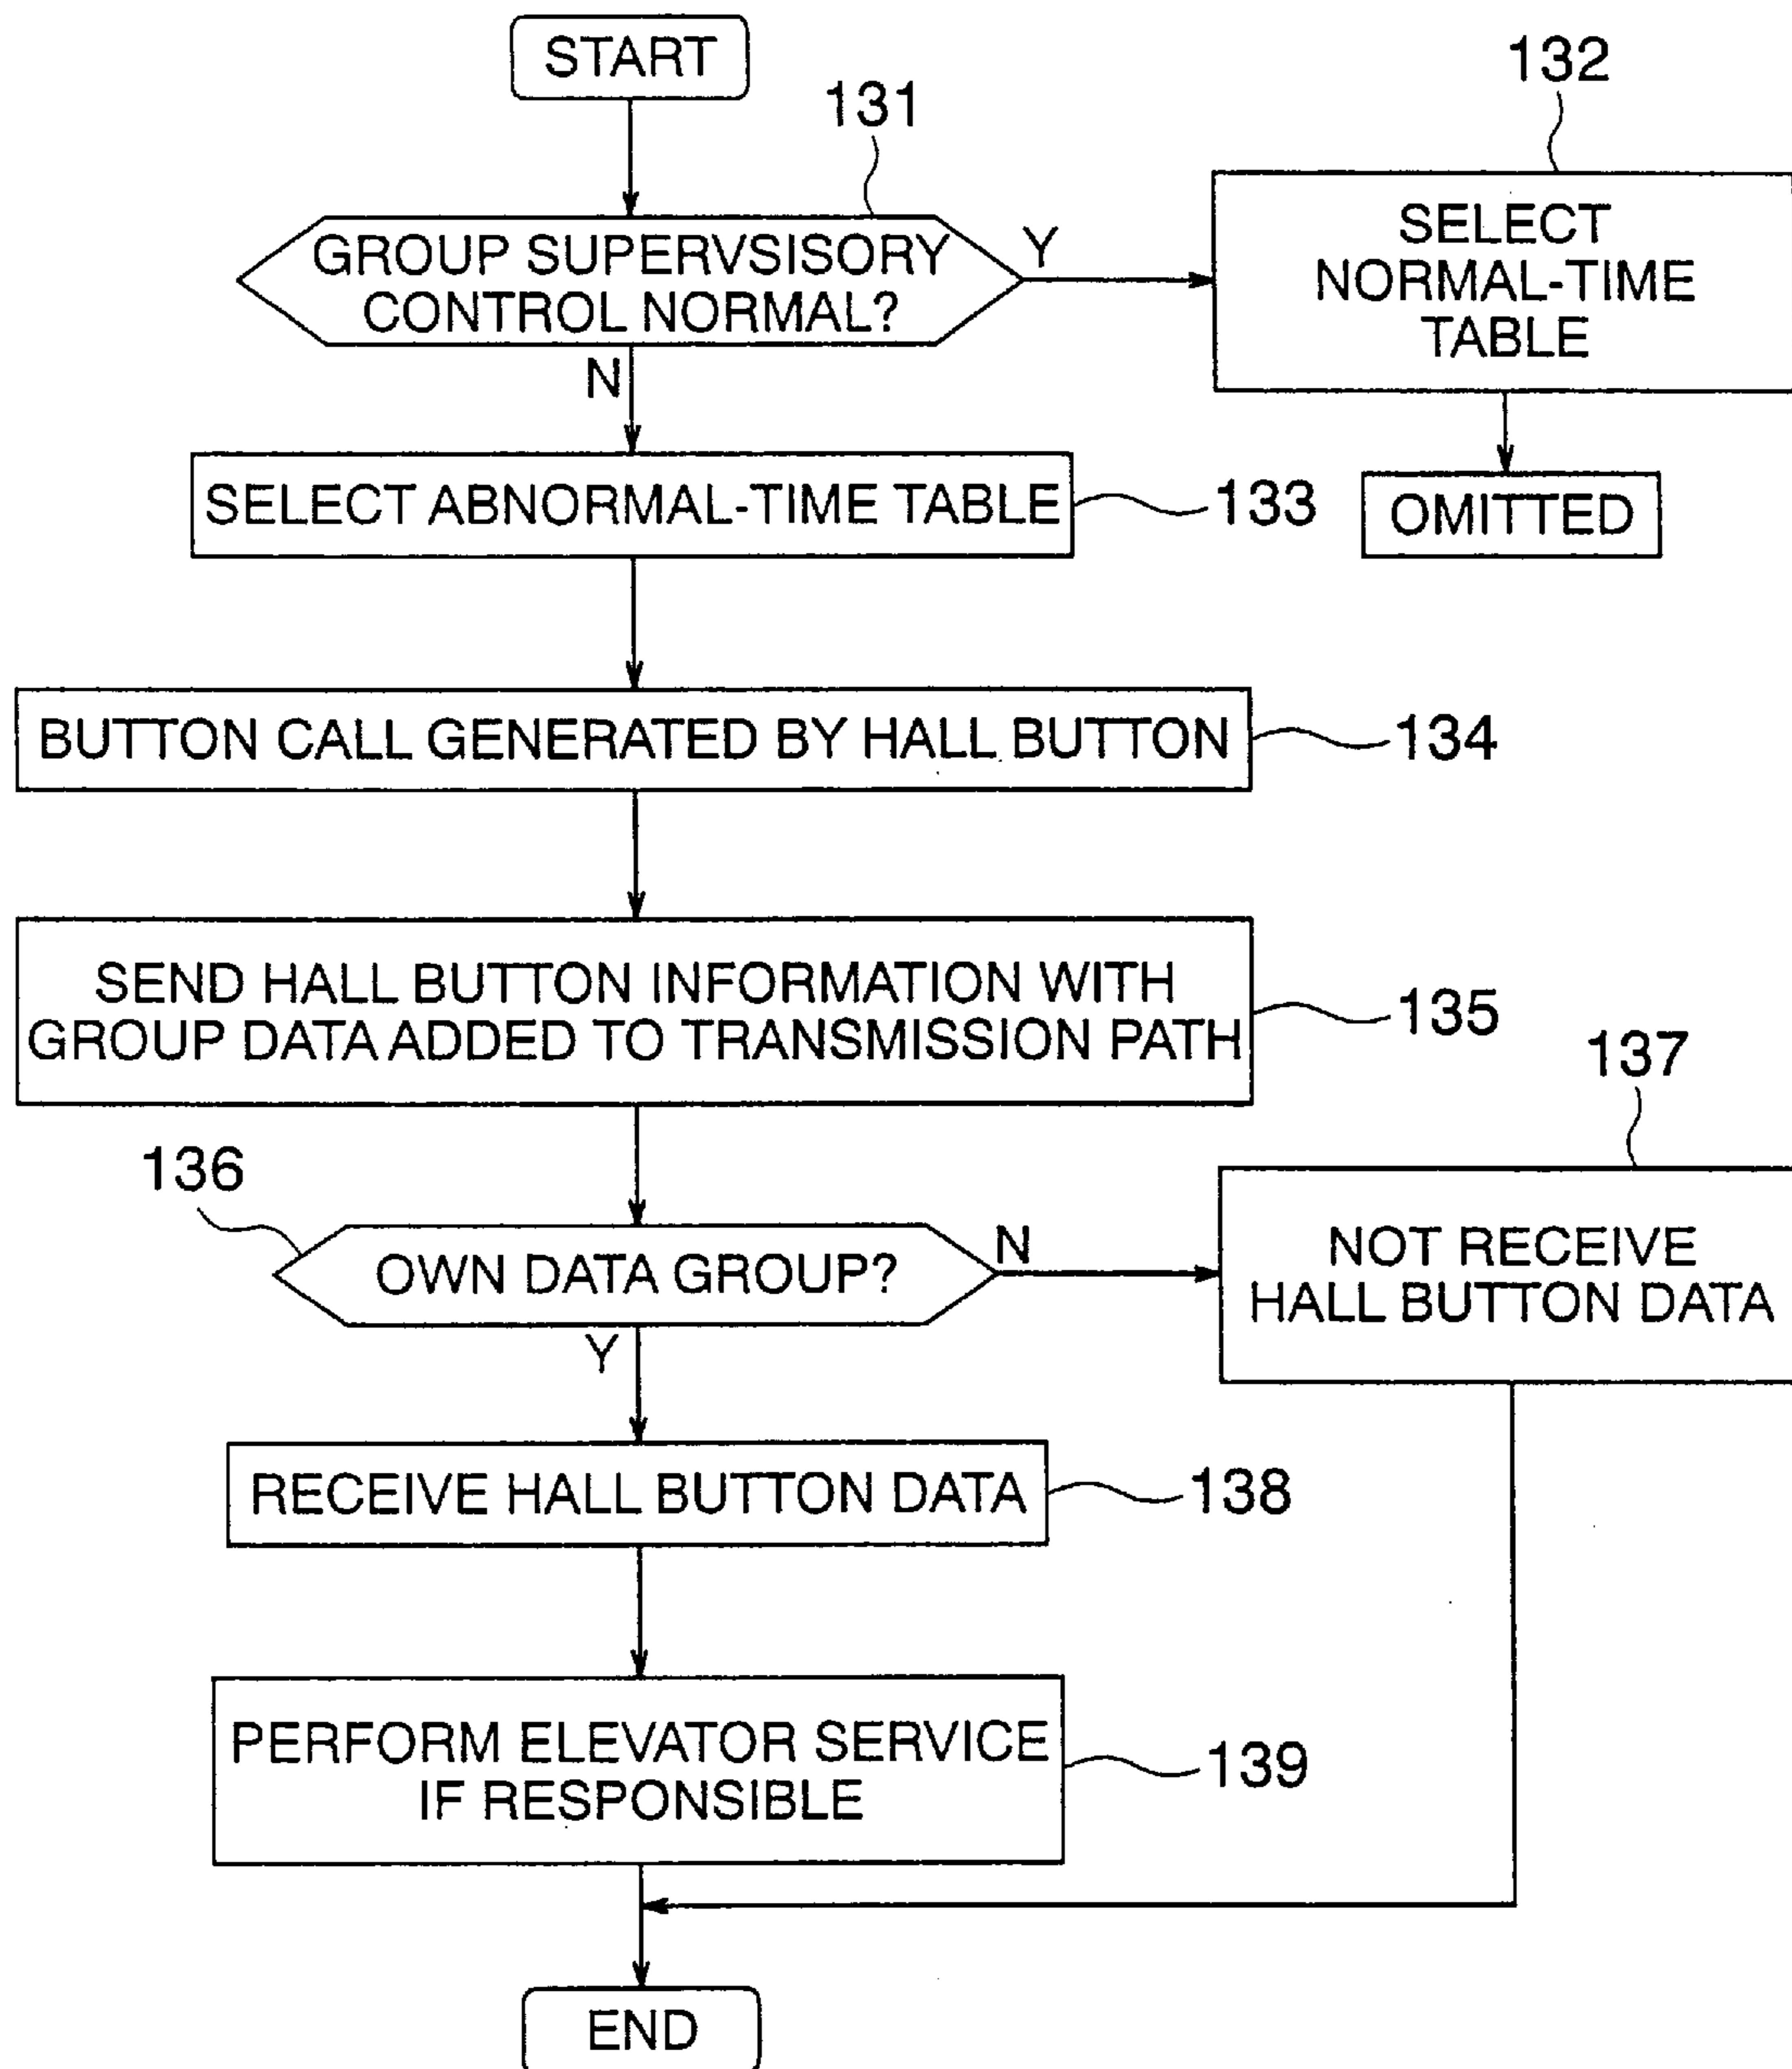 START
131
132
GROUP SUPERVSISORY
CONTROL NORMAL?
Y
SELECT
NORMAL-TIME
TABLE
N
SELECT ABNORMAL-TIME TABLE
133
OMITTED
BUTTON CALL GENERATED BY HALL BUTTON
134
SEND HALL BUTTON INFORMATION WITH
GROUP DATA ADDED TO TRANSMISSION PATH
135
136
137
OWN DATA GROUP?
N
NOT RECEIVE
HALL BUTTON DATA
Y
RECEIVE HALL BUTTON DATA
138
PERFORM ELEVATOR SERVICE
IF RESPONSIBLE
139
END